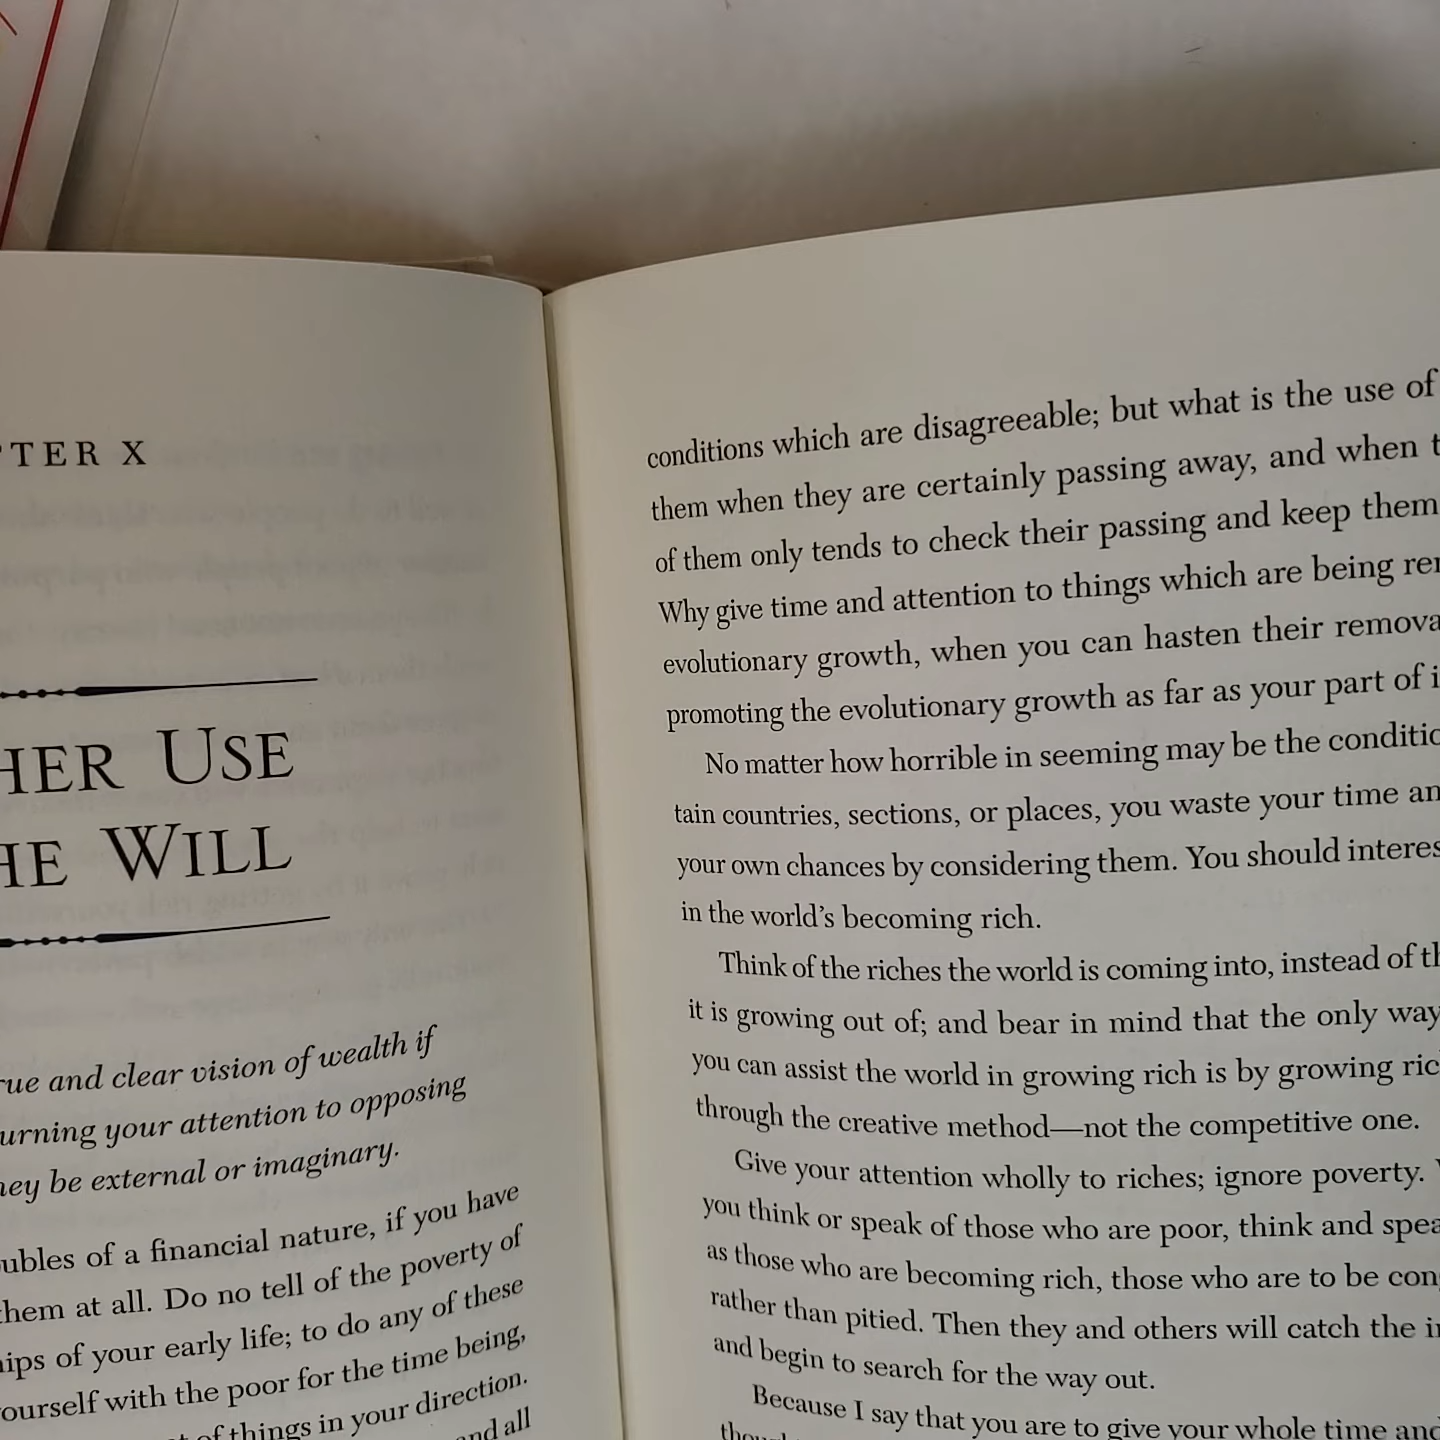 TER X
HER USE
HE WILL
rue and clear vision of wealth if
urning your attention to opposing
hey be external or imaginary.
ubles of a financial nature, if you have
them at all. Do no tell of the poverty of
hips of your early life; to do any of these
ourself with the poor for the time being,
of things in your direction.
and all
conditions which are disagreeable; but what is the use of
them when they are certainly passing away, and when t
of them only tends to check their passing and keep them
Why give time and attention to things which are being rem
evolutionary growth, when you can hasten their remova
promoting the evolutionary growth as far as your part of i
No matter how horrible in seeming may be the conditio
tain countries, sections, or places, you waste your time an
your own chances by considering them. You should interes
in the world's becoming rich.
Think of the riches the world is coming into, instead of th
it is growing out of; and bear in mind that the only way
you can assist the world in growing rich is by growing ric
through the creative method—not the competitive one.
Give your attention wholly to riches; ignore poverty.
you think or speak of those who are poor, think and spea
as those who are becoming rich, those who are to be con
rather than pitied. Then they and others will catch the in
and begin to search for the way out.
Because I say that you are to give your whole time and